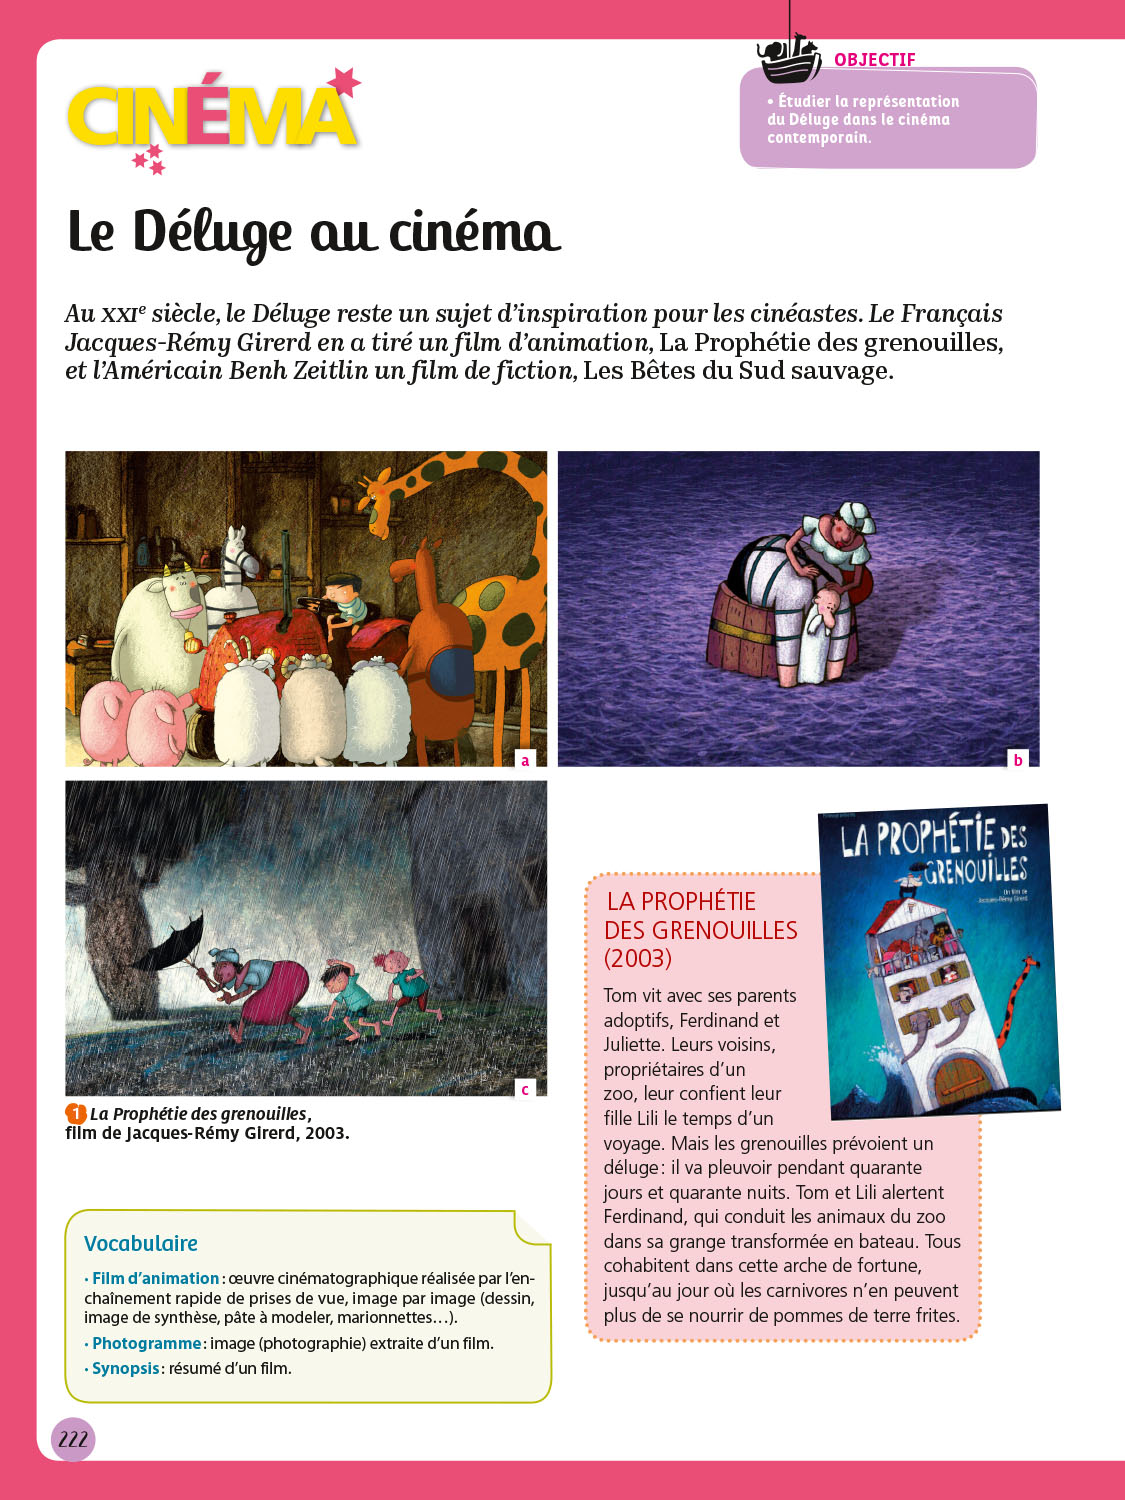 CINÉMA
OBJECTIF
• Étudier la représentation
du Déluge dans le cinéma
contemporain.
Le Déluge au cinéma
Au XXIe siècle, le Déluge reste un sujet d’inspiration pour les cinéastes. Le Français
Jacques-Rémy Girerd en a tiré un film d’animation, La Prophétie des grenouilles,
et l’Américain Benh Zeitlin un film de fiction, Les Bêtes du Sud sauvage.
a
b
c
1 La Prophétie des grenouilles,
film de Jacques-Rémy Girerd, 2003.
LA PROPHÉTIE DES
GRENOUILLES
Un film de
Jacques-Rémy Girerd
LA PROPHÉTIE
DES GRENOUILLES
(2003)
Tom vit avec ses parents
adoptifs, Ferdinand et
Juliette. Leurs voisins,
propriétaires d’un
zoo, leur confient leur
fille Lili le temps d’un
voyage. Mais les grenouilles prévoient un
déluge : il va pleuvoir pendant quarante
jours et quarante nuits. Tom et Lili alertent
Ferdinand, qui conduit les animaux du zoo
dans sa grange transformée en bateau. Tous
cohabitent dans cette arche de fortune,
jusqu’au jour où les carnivores n’en peuvent
plus de se nourrir de pommes de terre frites.
Vocabulaire
• Film d’animation : œuvre cinématographique réalisée par l’en-
chaînement rapide de prises de vue, image par image (dessin,
image de synthèse, pâte à modeler, marionnettes…).
• Photogramme : image (photographie) extraite d’un film.
• Synopsis : résumé d’un film.
222